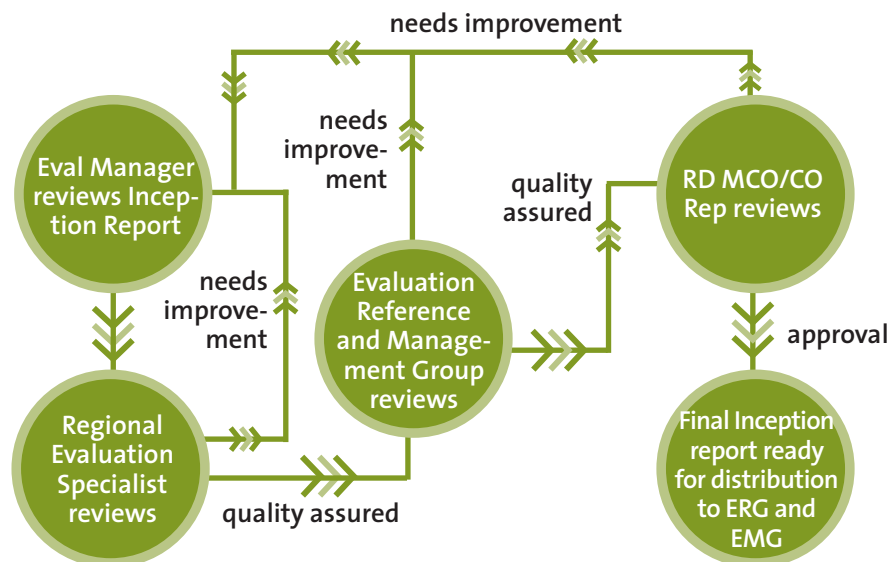 needs improvement
Eval Manager
reviews Incep-
tion Report
needs
improve-
ment
quality
assured
RD MCO/CO
Rep reviews
needs
improve-
ment
Evaluation
Reference
and Manage-
ment Group
reviews
approval
Regional
Evaluation
Specialist
reviews
quality assured
Final Inception
report ready
for distribution
to ERG and
EMG